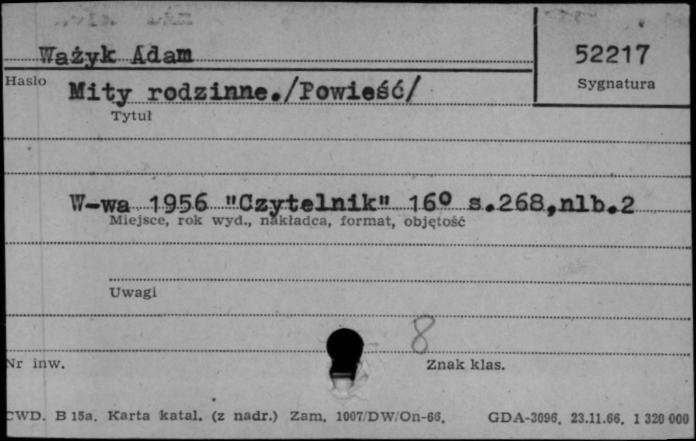 Ważyk Adam
52217
Hasło
Sygnatura
Mity rodzinne./Powieść/
Tytuł
W-wa 1956 "Czytelnik" 16° s.268,nlb.2
Miejsce, rok wyd., nakładca, format, objętość
Uwagi
8
Nr inw.
Znak klas.
CWD. B 15a. Karta katal. (z nadr.) Zam. 1007/DW/On-66. GDA-3096. 23.11.66. 1 320 000